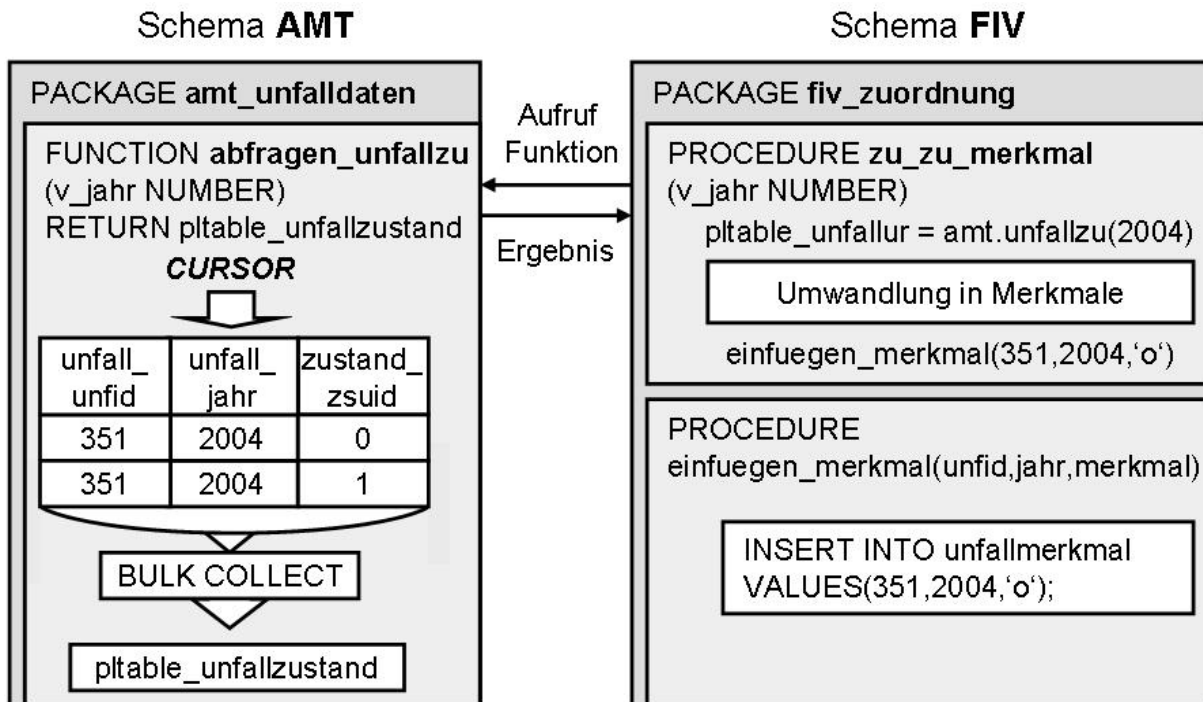 Schema AMT
PACKAGE amt_unfalldaten
FUNCTION abfragen_unfallzu
(v_jahr NUMBER)
RETURN pltable_unfallzustand
CURSOR
unfall_
unfid
unfall_
jahr
zustand_
zsuid
351 2004 0
351 2004 1
BULK COLLECT
pltable_unfallzustand
Aufruf
Funktion
Ergebnis
Schema FIV
PACKAGE fiv_zuordnung
PROCEDURE zu_zu_merkmal
(v_jahr NUMBER)
pltable_unfallur = amt.unfallzu(2004)
Umwandlung in Merkmale
einfuegen_merkmal(351,2004,‘o‘)
PROCEDURE
einfuegen_merkmal(unfid,jahr,merkmal)
INSERT INTO unfallmerkmal
VALUES(351,2004,‘o‘);